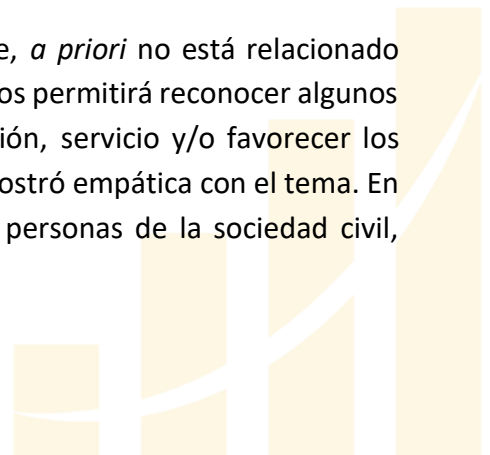 e, a priori no está relacionado
os permitirá reconocer algunos
ión, servicio y/o favorecer los
ostró empática con el tema. En
personas de la sociedad civil,